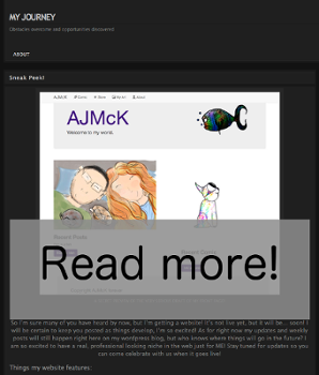 MY JOURNEY
Obstacles overcome and opportunities discovered
ABOUT
Sneak Peek!
AJMcK
AJMcK
Welcome to my world.
Read more!
So I'm sure many of you have heard by now, but I'm getting a website! It's not live yet, but it will be... soon! I
will be certain to keep you posted as things develop, I'm so excited! As for right now my updates and weekly
posts will still happen right here on my wordpress blog, but who knows where things will go in the future! I
am so excited to have a real, professional looking niche in the web just for ME! Stay tuned for updates so you
can come celebrate with us when it goes live!
Things my website features: